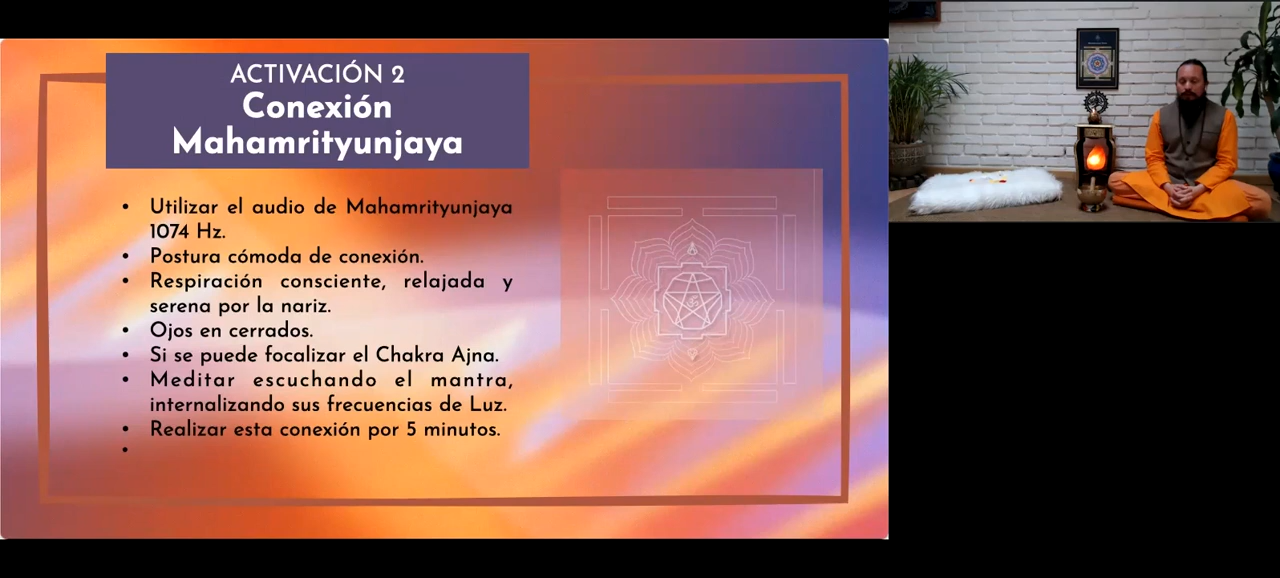 ACTIVACIÓN 2
Conexión
Mahamrityunjaya
• Utilizar el audio de Mahamrityunjaya
1074 Hz.
• Postura cómoda de conexión.
• Respiración consciente, relajada y
serena por la nariz.
• Ojos en cerrados.
• Si se puede focalizar el Chakra Ajna.
• Meditar escuchando el mantra,
internalizando sus frecuencias de Luz.
• Realizar esta conexión por 5 minutos.
•